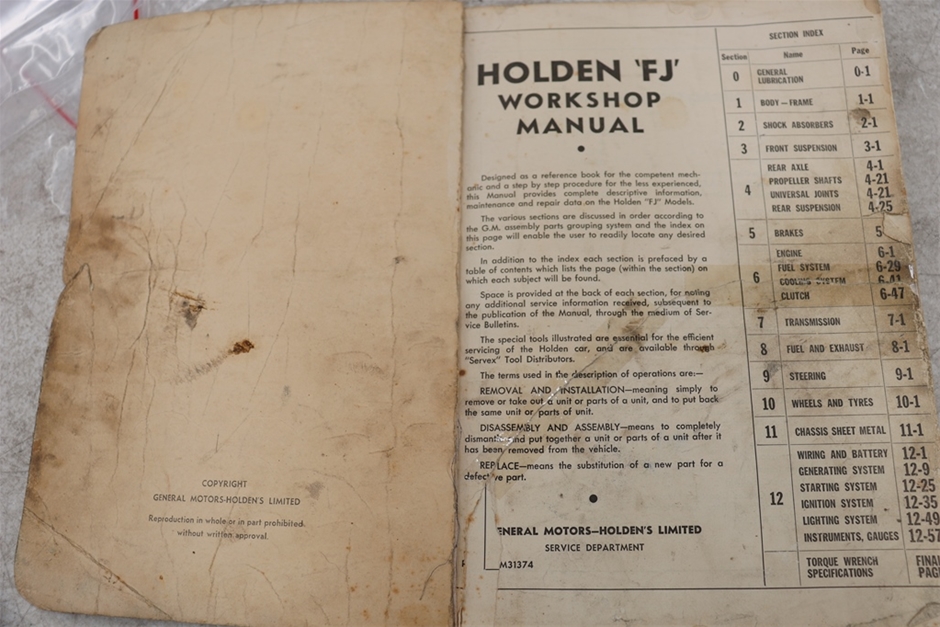 COPYRIGHT
GENERAL MOTORS-HOLDEN'S LIMITED
Reproduction in whole or in part prohibited
without written approval.
HOLDEN 'FJ'
WORKSHOP
MANUAL
Designed as a reference book for the competent mech-
anic and a step by step procedure for the less experienced,
this Manual provides complete descriptive information,
maintenance and repair data on the Holden "FJ" Models.
The various sections are discussed in order according to
the G.M. assembly parts grouping system and the index on
this page will enable the user to readily locate any desired
section.
In addition to the index each section is prefaced by a
table of contents which lists the page (within the section) on
which each subject will be found.
Space is provided at the back of each section, for noting
any additional service information received, subsequent to
the publication of the Manual, through the medium of Ser-
vice Bulletins.
The special tools illustrated are essential for the efficient
servicing of the Holden car, and are available through
"Servex" Tool Distributors.
The terms used in the description of operations are:—
REMOVAL AND INSTALLATION—meaning simply to
remove or take out a unit or parts of a unit, and to put back
the same unit or parts of unit.
DISASSEMBLY AND ASSEMBLY—means to completely
dismantle and put together a unit or parts of a unit after it
has been removed from the vehicle.
REPLACE—means the substitution of a new part for a
defective part.
GENERAL MOTORS—HOLDEN'S LIMITED
SERVICE DEPARTMENT
M31374
SECTION INDEX
Section Name Page
0 GENERAL LUBRICATION 0-1
1 BODY—FRAME 1-1
2 SHOCK ABSORBERS 2-1
3 FRONT SUSPENSION 3-1
4 REAR AXLE 4-1
PROPELLER SHAFTS 4-21
UNIVERSAL JOINTS 4-21
REAR SUSPENSION 4-25
5 BRAKES 5
6 ENGINE 6-1
FUEL SYSTEM 6-29
COOLING SYSTEM 6-41
CLUTCH 6-47
7 TRANSMISSION 7-1
8 FUEL AND EXHAUST 8-1
9 STEERING 9-1
10 WHEELS AND TYRES 10-1
11 CHASSIS SHEET METAL 11-1
12 WIRING AND BATTERY 12-1
GENERATING SYSTEM 12-9
STARTING SYSTEM 12-25
IGNITION SYSTEM 12-35
LIGHTING SYSTEM 12-49
INSTRUMENTS, GAUGES 12-57
TORQUE WRENCH FINAL
SPECIFICATIONS PAGE